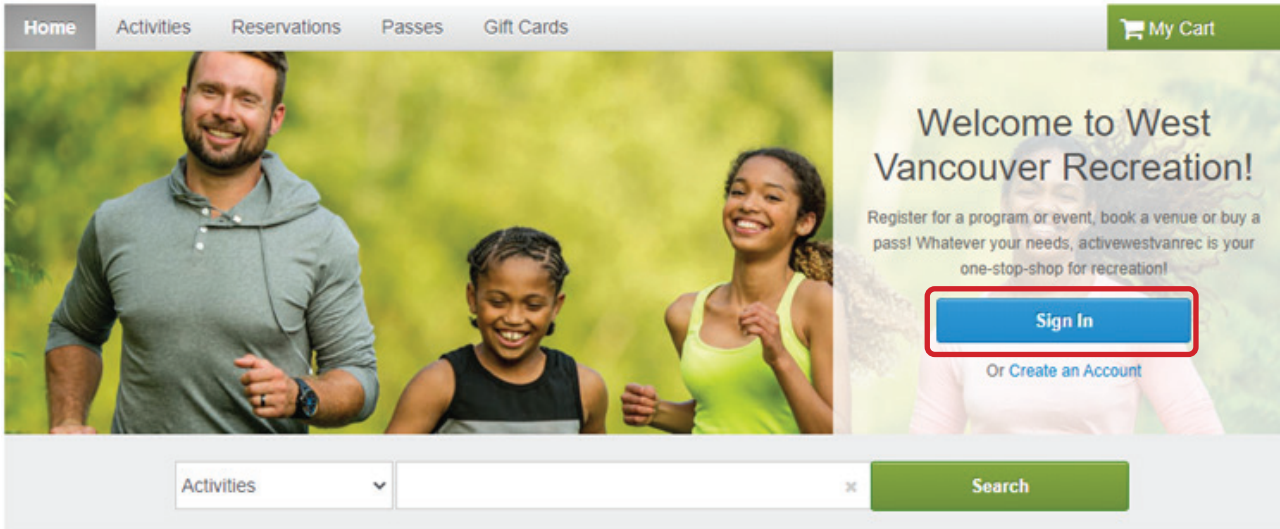 Home Activities Reservations Passes Gift Cards My Cart
Welcome to West
Vancouver Recreation!
Register for a program or event, book a venue or buy a
pass! Whatever your needs, activewestvanrec is your
one-stop-shop for recreation!
Sign In
Or Create an Account
Activities Search